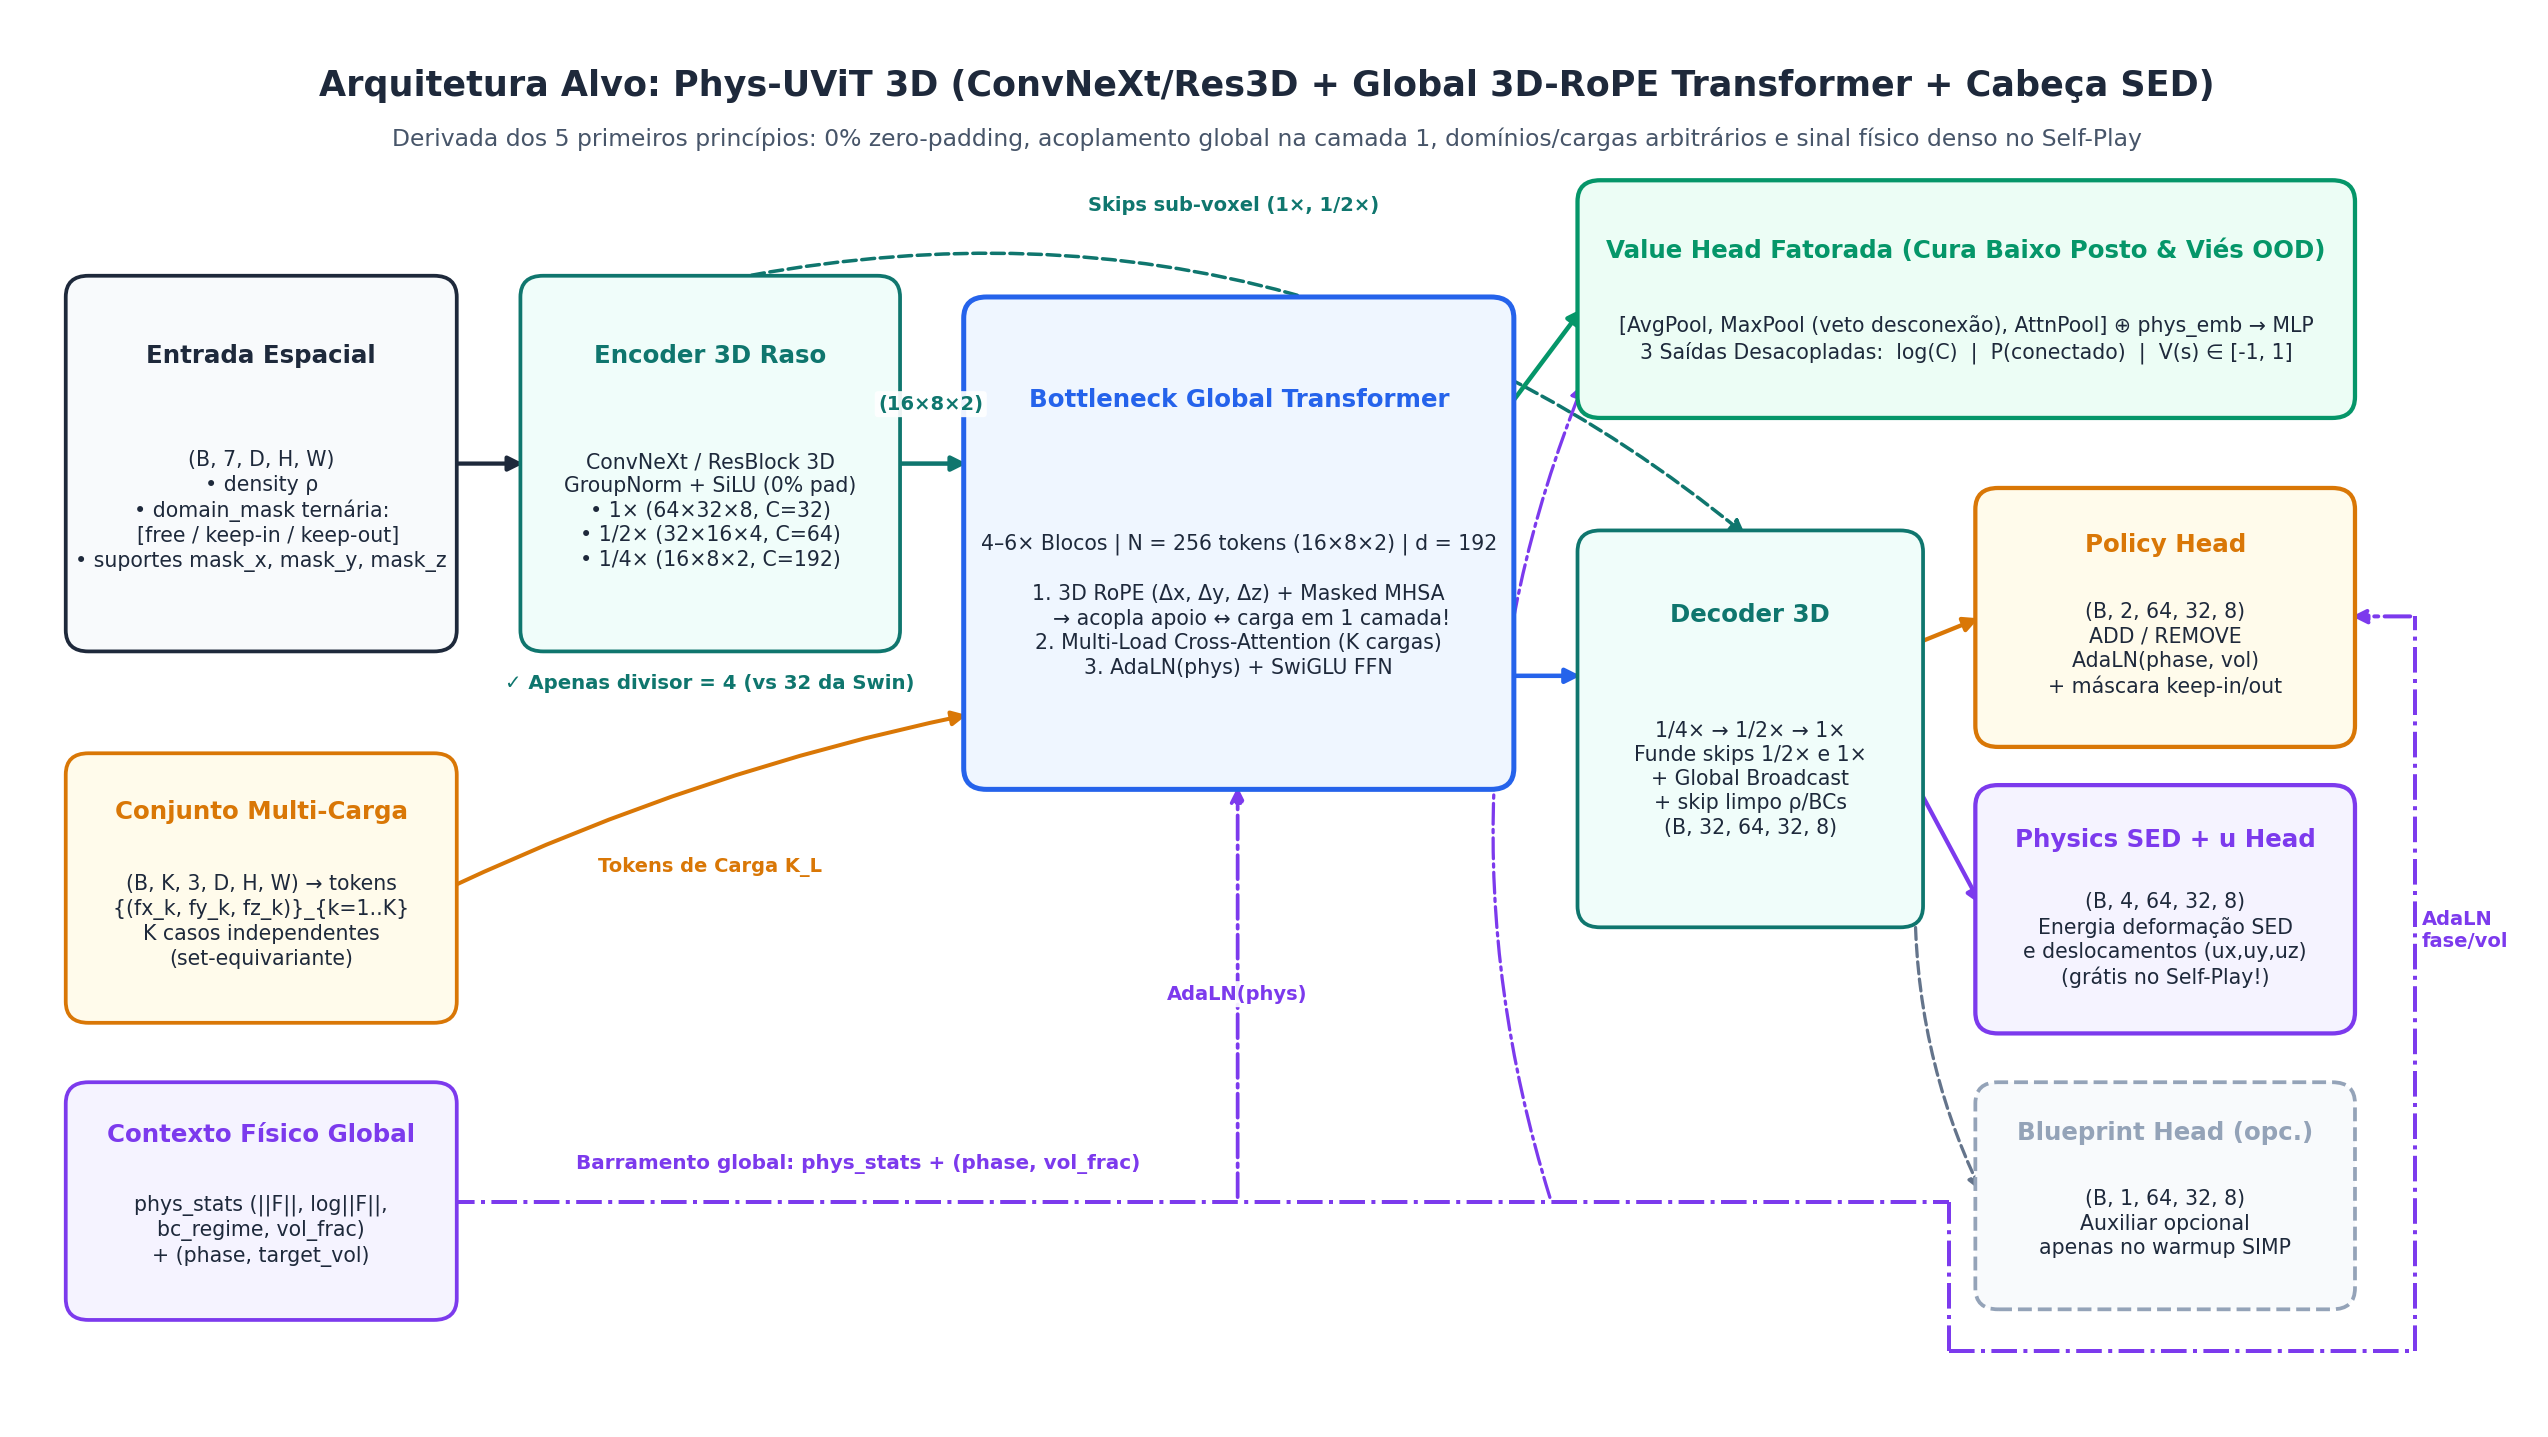 Arquitetura Alvo: Phys-UViT 3D (ConvNeXt/Res3D + Global 3D-RoPE Transformer + Cabeça SED)
Derivada dos 5 primeiros princípios: 0% zero-padding, acoplamento global na camada 1, domínios/cargas arbitrários e sinal físico denso no Self-Play
Skips sub-voxel (1×, 1/2×)
Entrada Espacial
(B, 7, D, H, W)
• density ρ
• domain_mask ternária:
[free / keep-in / keep-out]
• suportes mask_x, mask_y, mask_z
Encoder 3D Raso
ConvNeXt / ResBlock 3D
GroupNorm + SiLU (0% pad)
• 1× (64×32×8, C=32)
• 1/2× (32×16×4, C=64)
• 1/4× (16×8×2, C=192)
✓ Apenas divisor = 4 (vs 32 da Swin)
(16×8×2)
Bottleneck Global Transformer
4–6× Blocos | N = 256 tokens (16×8×2) | d = 192
1. 3D RoPE (Δx, Δy, Δz) + Masked MHSA
→ acopla apoio ↔ carga em 1 camada!
2. Multi-Load Cross-Attention (K cargas)
3. AdaLN(phys) + SwiGLU FFN
Value Head Fatorada (Cura Baixo Posto & Viés OOD)
[AvgPool, MaxPool (veto desconexão), AttnPool] ⊕ phys_emb → MLP
3 Saídas Desacopladas:  log(C)  |  P(conectado)  |  V(s) ∈ [-1, 1]
Decoder 3D
1/4× → 1/2× → 1×
Funde skips 1/2× e 1×
+ Global Broadcast
+ skip limpo ρ/BCs
(B, 32, 64, 32, 8)
Policy Head
(B, 2, 64, 32, 8)
ADD / REMOVE
AdaLN(phase, vol)
+ máscara keep-in/out
Physics SED + u Head
(B, 4, 64, 32, 8)
Energia deformação SED
e deslocamentos (ux,uy,uz)
(grátis no Self-Play!)
AdaLN
fase/vol
Blueprint Head (opc.)
(B, 1, 64, 32, 8)
Auxiliar opcional
apenas no warmup SIMP
Conjunto Multi-Carga
(B, K, 3, D, H, W) → tokens
{(fx_k, fy_k, fz_k)}_{k=1..K}
K casos independentes
(set-equivariante)
Tokens de Carga K_L
AdaLN(phys)
Contexto Físico Global
phys_stats (||F||, log||F||,
bc_regime, vol_frac)
+ (phase, target_vol)
Barramento global: phys_stats + (phase, vol_frac)